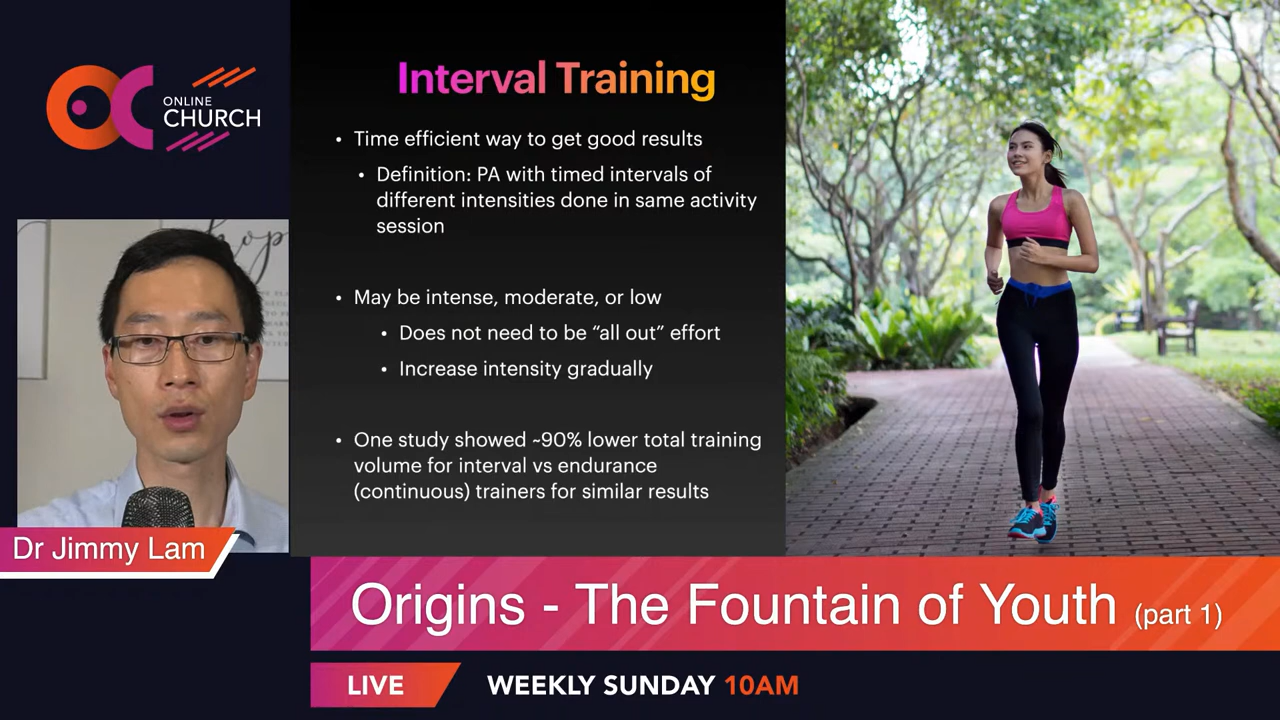 ONLINE
CHURCH
Interval Training
• Time efficient way to get good results
• Definition: PA with timed intervals of
different intensities done in same activity
session
• May be intense, moderate, or low
• Does not need to be “all out” effort
• Increase intensity gradually
• One study showed ~90% lower total training
volume for interval vs endurance
(continuous) trainers for similar results
hop
Dr Jimmy Lam
Origins - The Fountain of Youth (part 1)
LIVE
WEEKLY SUNDAY 10AM